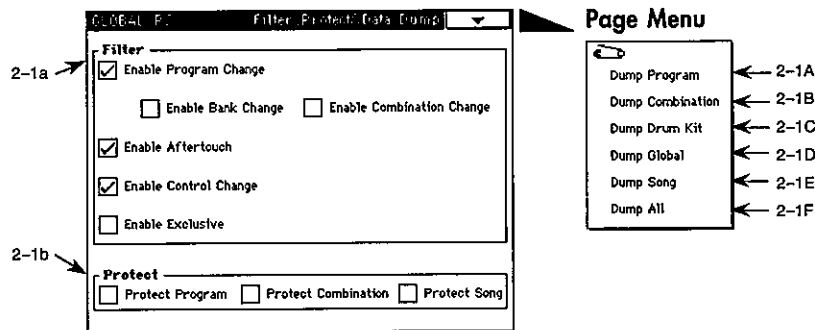 GLOBAL P2 Filter,Protect,Data Dump
Page Menu
2-1a
Filter
Enable Program Change
Enable Bank Change Enable Combination Change
Enable Aftertouch
Enable Control Change
Enable Exclusive
2-1b
Protect
Protect Program Protect Combination Protect Song
Dump Program 2-1A
Dump Combination 2-1B
Dump Drum Kit 2-1C
Dump Global 2-1D
Dump Song 2-1E
Dump All 2-1F